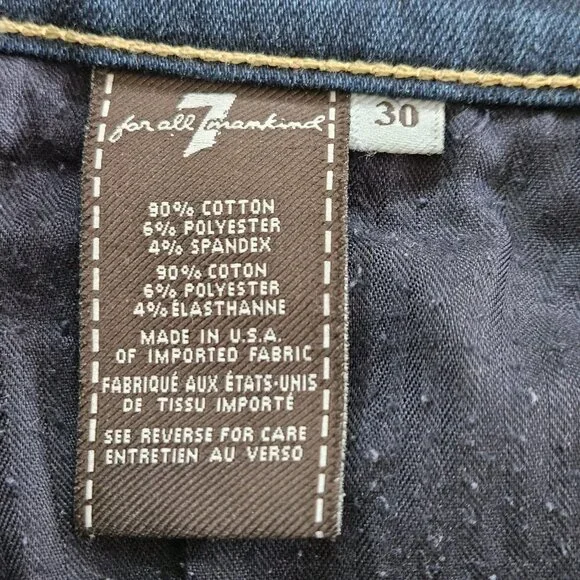 for all 7 mankind
30
90% COTTON
6% POLYESTER
4% SPANDEX
90% COTON
6% POLYESTER
4% ÉLASTHANNE
MADE IN U.S.A.
OF IMPORTED FABRIC
FABRIQUÉ AUX ÉTATS-UNIS
DE TISSU IMPORTÉ
SEE REVERSE FOR CARE
ENTRETIEN AU VERSO